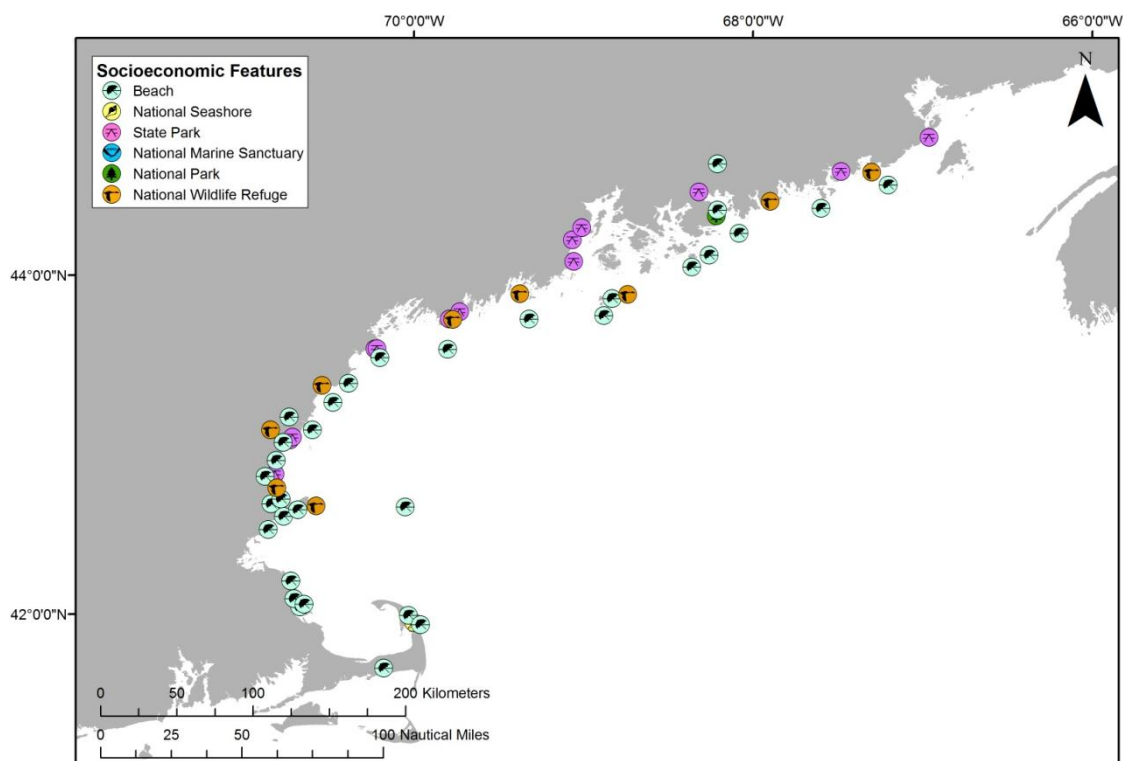 70°0'0"W 68°0'0"W 66°0'0"W
Socioeconomic Features
Beach
National Seashore
State Park
National Marine Sanctuary
National Park
National Wildlife Refuge
N
44°0'0"N
42°0'0"N
0 50 100 200 Kilometers
0 25 50 100 Nautical Miles